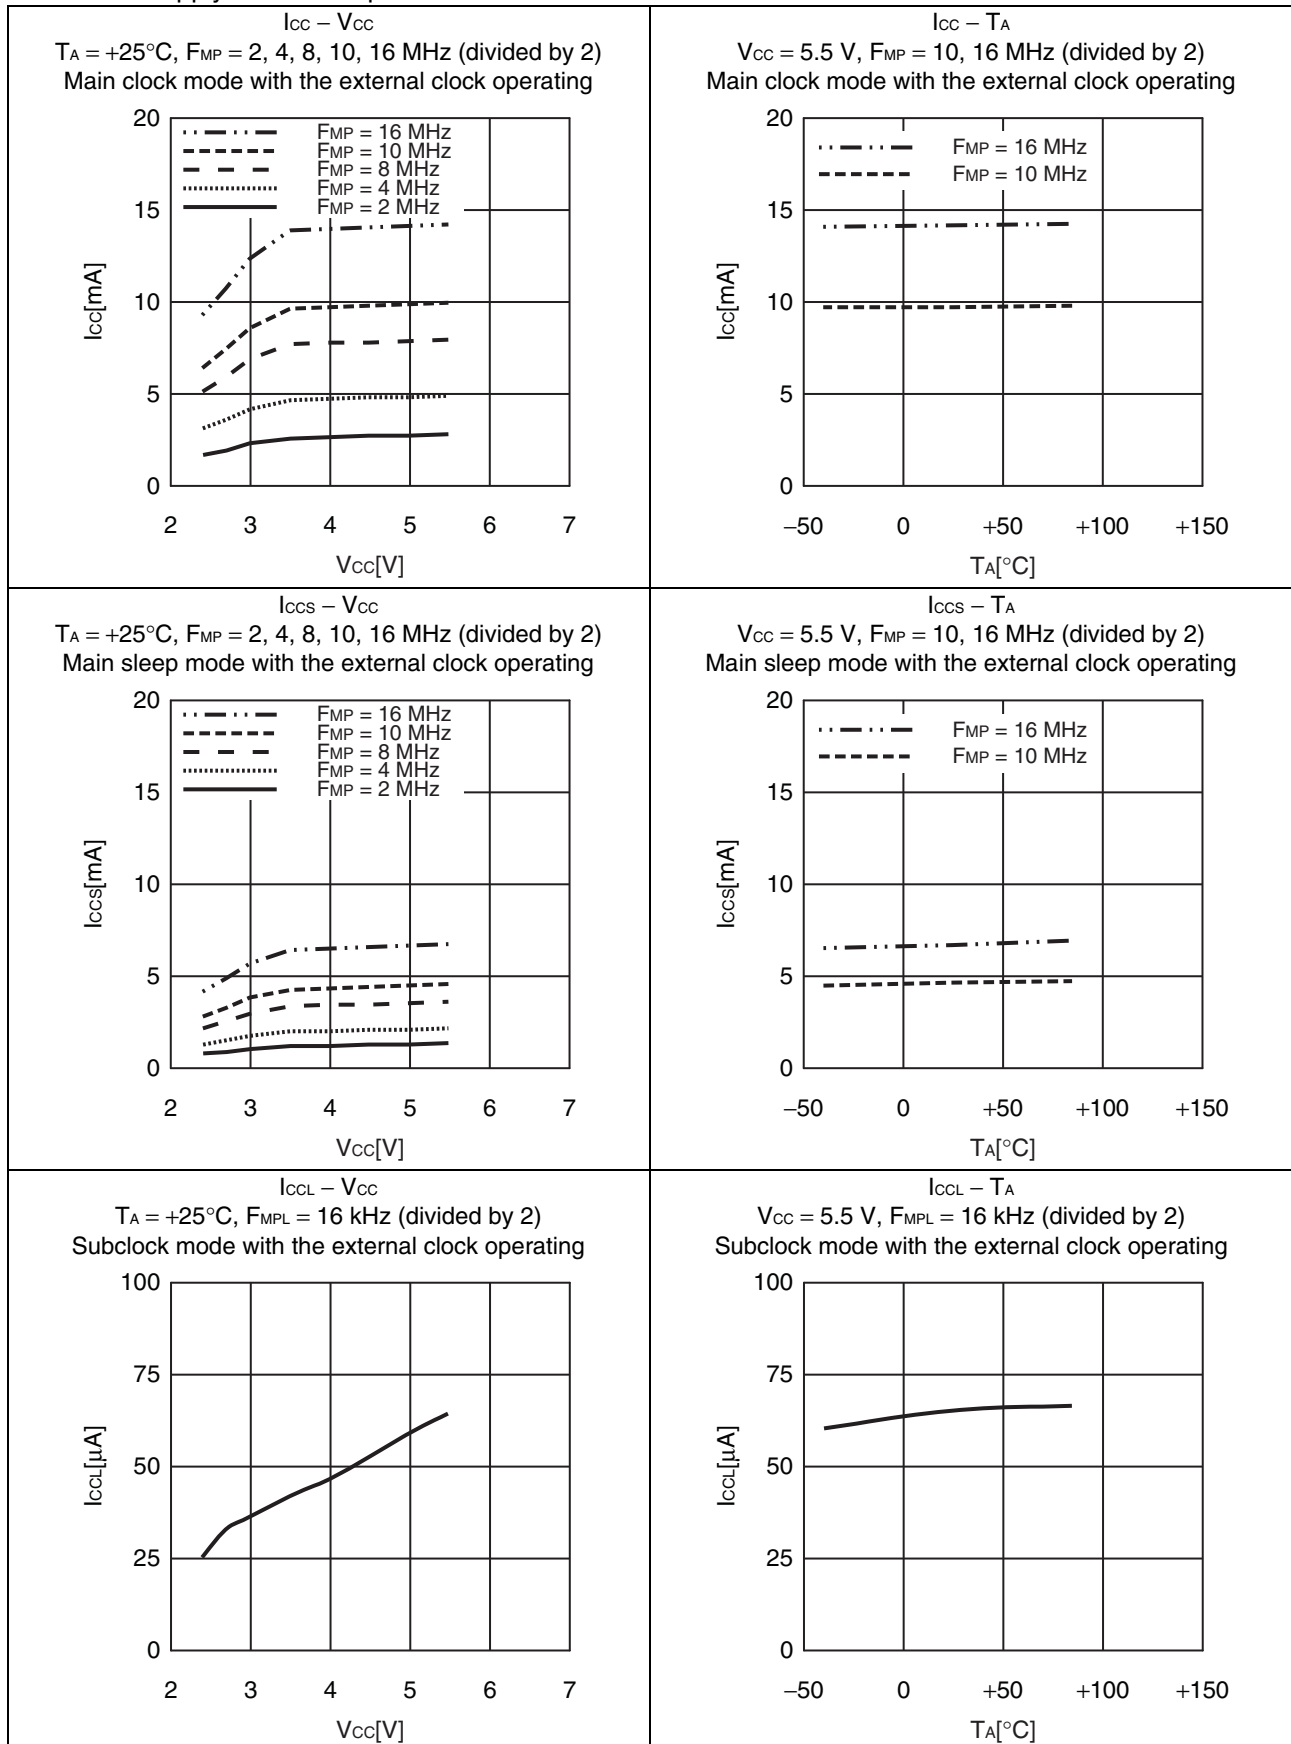 ICC – VCC
TA = +25°C, FMP = 2, 4, 8, 10, 16 MHz (divided by 2)
Main clock mode with the external clock operating
20
15
10
5
0
ICC[mA]
FMP = 16 MHz
FMP = 10 MHz
FMP = 8 MHz
FMP = 4 MHz
FMP = 2 MHz
2 3 4 5 6 7
VCC[V]
ICC – TA
VCC = 5.5 V, FMP = 10, 16 MHz (divided by 2)
Main clock mode with the external clock operating
20
15
10
5
0
ICC[mA]
FMP = 16 MHz
FMP = 10 MHz
−50 0 +50 +100 +150
TA[°C]
ICCS – VCC
TA = +25°C, FMP = 2, 4, 8, 10, 16 MHz (divided by 2)
Main sleep mode with the external clock operating
20
15
10
5
0
ICCS[mA]
FMP = 16 MHz
FMP = 10 MHz
FMP = 8 MHz
FMP = 4 MHz
FMP = 2 MHz
2 3 4 5 6 7
VCC[V]
ICCS – TA
VCC = 5.5 V, FMP = 10, 16 MHz (divided by 2)
Main sleep mode with the external clock operating
20
15
10
5
0
ICCS[mA]
FMP = 16 MHz
FMP = 10 MHz
−50 0 +50 +100 +150
TA[°C]
ICCL – VCC
TA = +25°C, FMPL = 16 kHz (divided by 2)
Subclock mode with the external clock operating
100
75
50
25
0
ICCL[μA]
2 3 4 5 6 7
VCC[V]
ICCL – TA
VCC = 5.5 V, FMPL = 16 kHz (divided by 2)
Subclock mode with the external clock operating
100
75
50
25
0
ICCL[μA]
−50 0 +50 +100 +150
TA[°C]